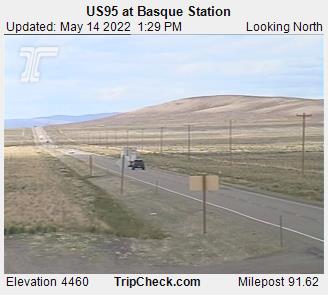 US95 at Basque Station
Updated: May 14 2022 1:29 PM Looking North
Elevation 4460 TripCheck.com Milepost 91.62